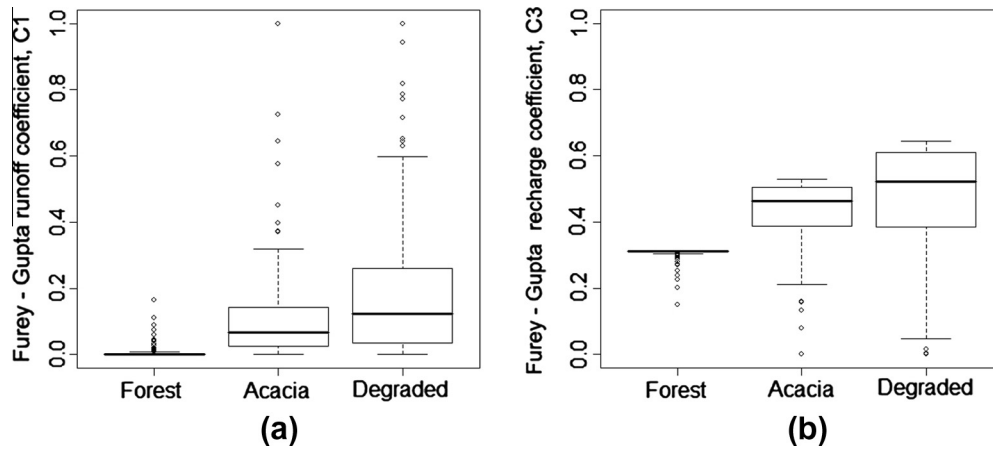 Furey - Gupta runoff coefficient, C1
1.0
0.8
0.6
0.4
0.2
0.0
Forest Acacia Degraded
(a)
Furey - Gupta recharge coefficient, C3
1.0
0.8
0.6
0.4
0.2
0.0
Forest Acacia Degraded
(b)